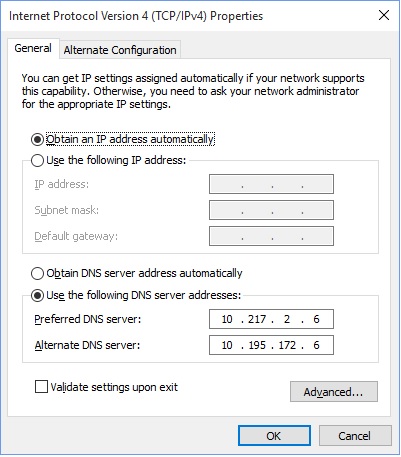 Internet Protocol Version 4 (TCP/IPv4) Properties
General
Alternate Configuration
You can get IP settings assigned automatically if your network supports
this capability. Otherwise, you need to ask your network administrator
for the appropriate IP settings.
Obtain an IP address automatically
Use the following IP address:
IP address: . . .
Subnet mask: . . .
Default gateway: . . .
Obtain DNS server address automatically
Use the following DNS server addresses:
Preferred DNS server: 10 . 217 . 2 . 6
Alternate DNS server: 10 . 195 . 172 . 6
Validate settings upon exit
Advanced...
OK
Cancel